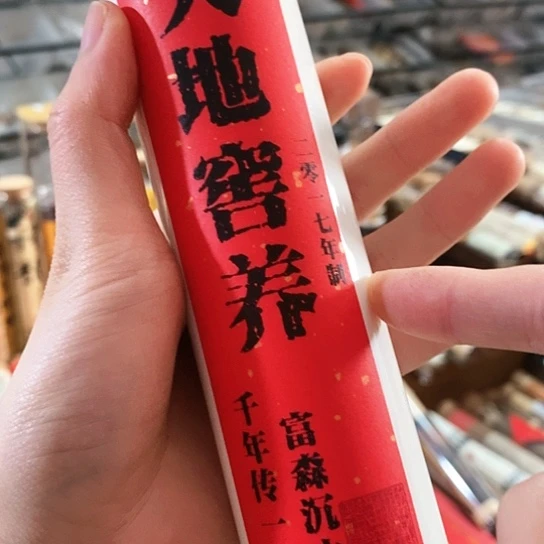 地窖养
二零一七年制
富森沉
千年传一